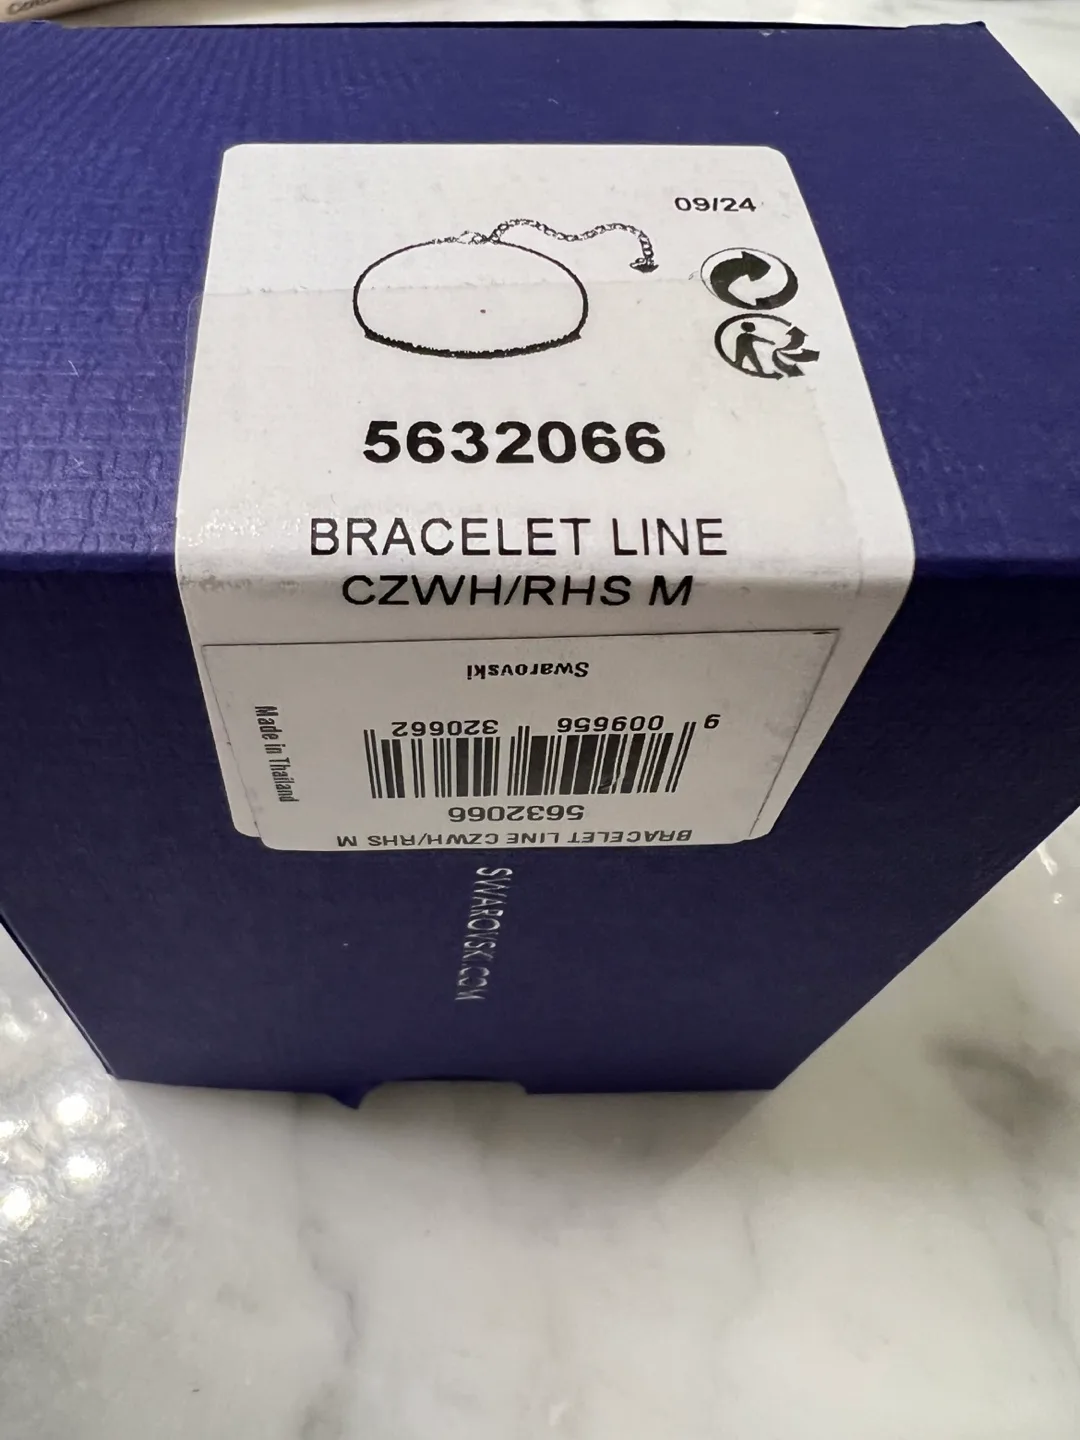 09/24
5632066
BRACELET LINE
CZWH/RHS M
Swarovski
9 009656 320662
Made in Thailand
5632066
BRACELET LINE CZWH/RHS M
SWAROVSKI.COM